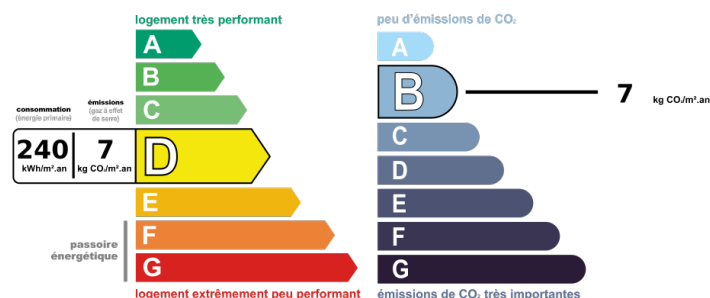 logement très performant
A
B
C
consommation
(énergie primaire)
émissions
(gaz à effet
de serre)
240
kWh/m².an
7
kg CO₂/m².an
D
E
F
G
passoire
énergétique
logement extrêmement peu performant
peu d'émissions de CO₂
A
B
7
kg CO₂/m².an
C
D
E
F
G
émissions de CO₂ très importantes